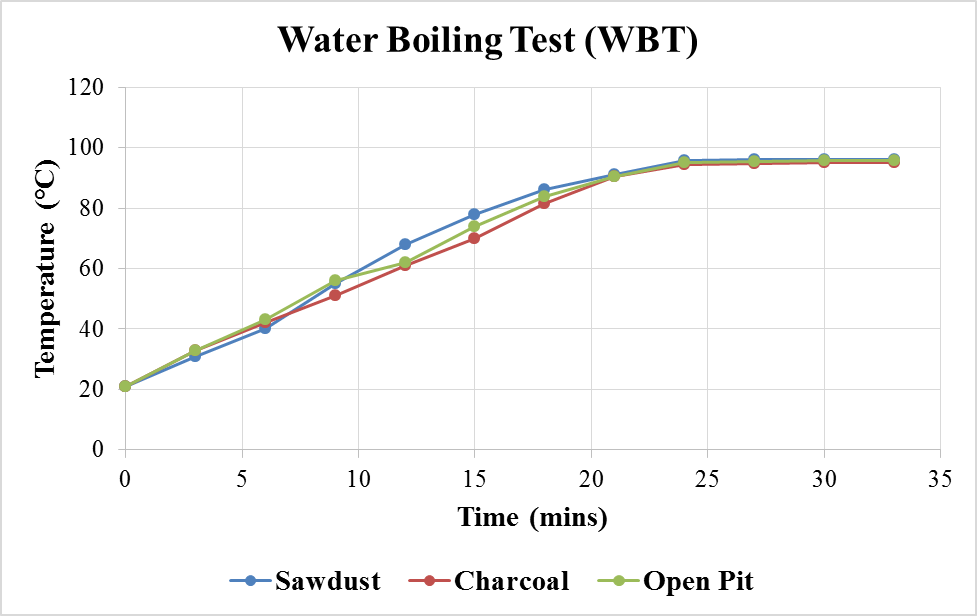 Water Boiling Test (WBT)
120
100
80
60
40
20
0
Temperature (°C)
0 5 10 15 20 25 30 35
Time (mins)
Sawdust Charcoal Open Pit